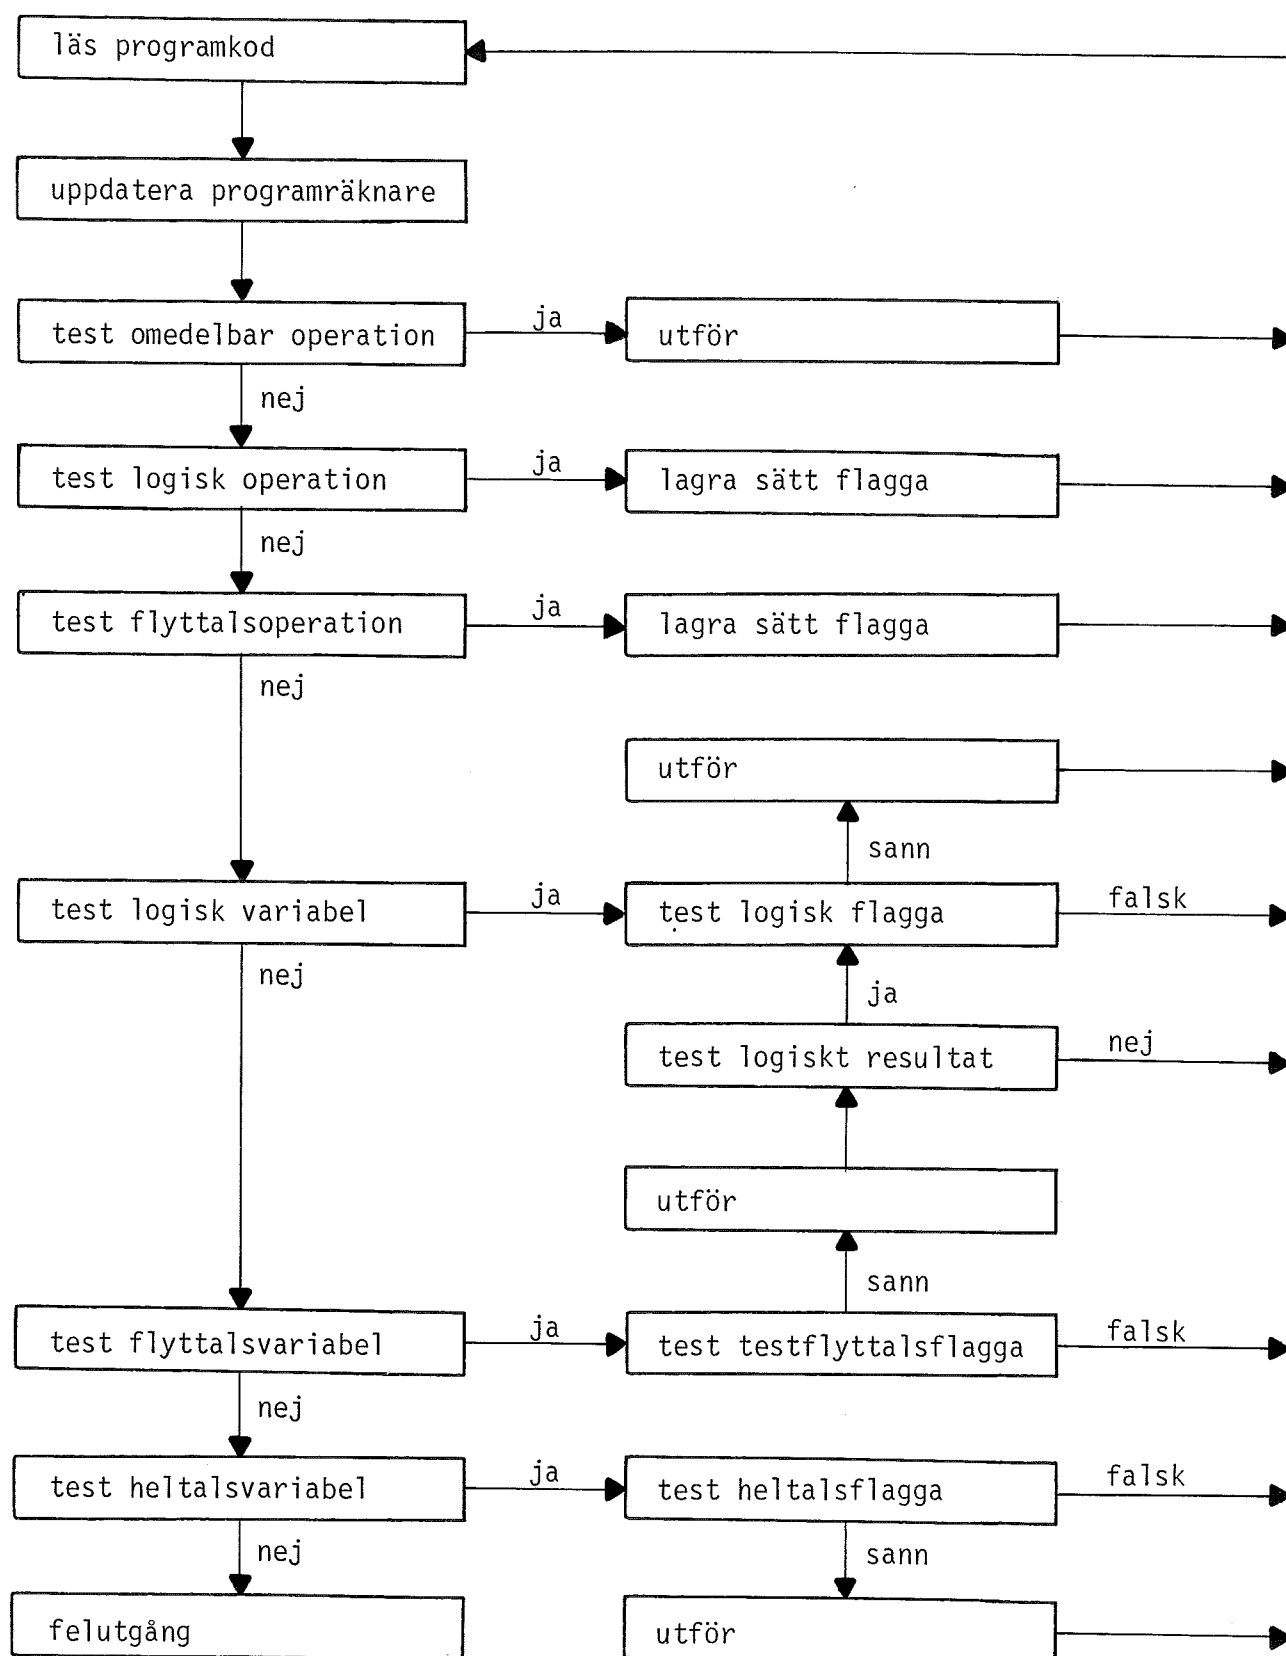 läs programkod
uppdatera programräknare
test omedelbar operation
ja
utför
nej
test logisk operation
ja
lagra sätt flagga
nej
test flyttalsoperation
ja
lagra sätt flagga
nej
utför
sann
test logisk variabel
ja
test logisk flagga
falsk
nej
ja
test logiskt resultat
nej
utför
sann
test flyttalsvariabel
ja
test testflyttalsflagga
falsk
nej
test heltalsvariabel
ja
test heltalsflagga
falsk
nej
sann
felutgång
utför